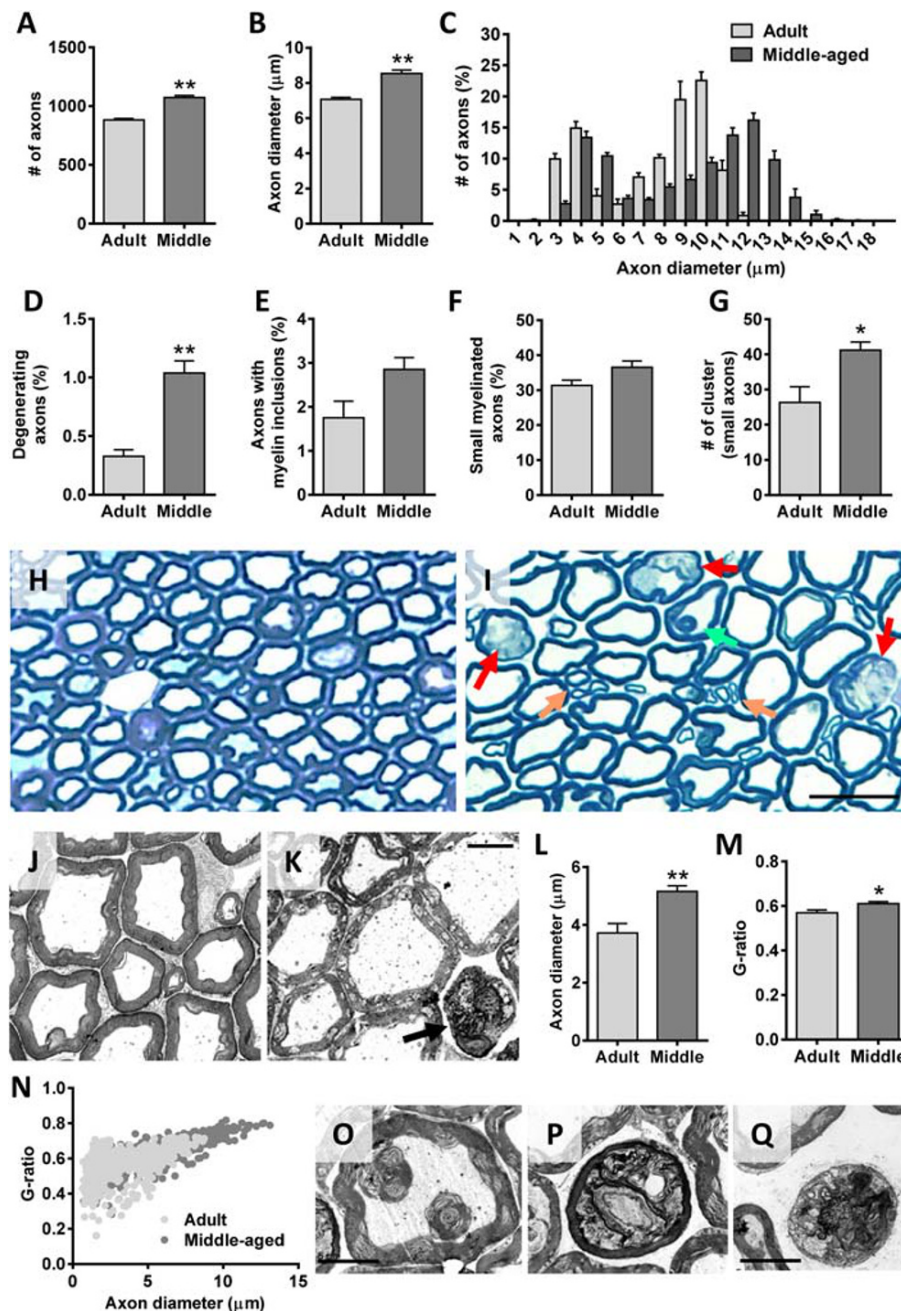 A
# of axons
1500
1000
500
0
**
Adult Middle
B
Axon diameter (μm)
10
8
6
4
2
0
**
Adult Middle
C
# of axons (%)
30
25
20
15
10
5
0
Adult
Middle-aged
1 2 3 4 5 6 7 8 9 10 11 12 13 14 15 16 17 18
Axon diameter (μm)
D
Degenerating
axons (%)
1.5
1.0
0.5
0.0
**
Adult Middle
E
Axons with
myelin inclusions (%)
4
3
2
1
0
Adult Middle
F
Small myelinated
axons (%)
50
40
30
20
10
0
Adult Middle
G
# of cluster
(small axons)
50
40
30
20
10
0
*
Adult Middle
H
I
J
K
L
Axon diameter (μm)
6
4
2
0
**
Adult Middle
M
G-ratio
0.8
0.6
0.4
0.2
0.0
*
Adult Middle
N
G-ratio
1.0
0.8
0.6
0.4
0.2
0.0
Adult
Middle-aged
0 5 10 15
Axon diameter (μm)
O
P
Q